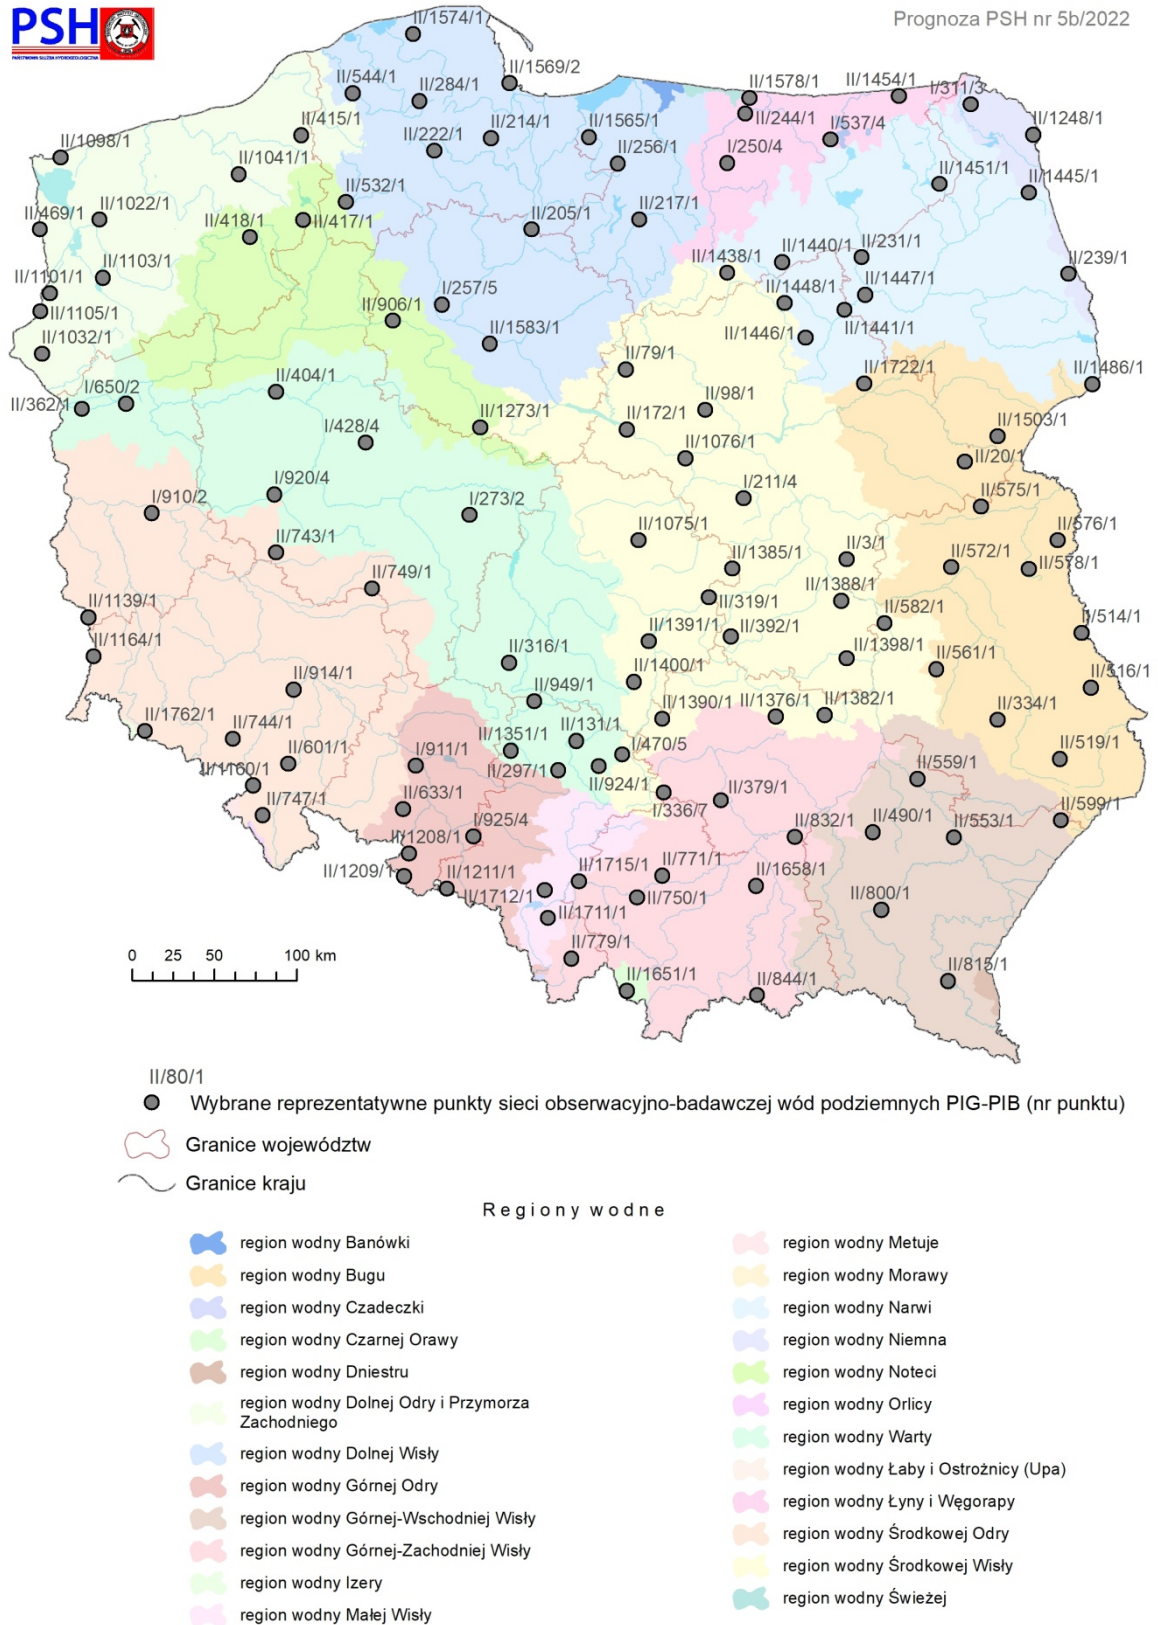 PSH
PAŃSTWOWA SŁUŻBA HYDROGEOLOGICZNA
Prognoza PSH nr 5b/2022
II/1574/1
II/1569/2
II/544/1
II/284/1
II/1578/1
II/1454/1
I/311/3
II/415/1
II/222/1
II/214/1
II/1565/1
II/244/1
I/537/4
II/1248/1
II/1098/1
II/1041/1
II/256/1
I/250/4
II/1451/1
II/1445/1
II/532/1
II/469/1
II/1022/1
II/418/1
II/417/1
II/205/1
II/217/1
II/1101/1
II/1103/1
II/1438/1
II/1440/1
II/231/1
II/239/1
II/1105/1
II/906/1
I/257/5
II/1448/1
II/1447/1
II/1032/1
II/1583/1
II/1446/1
II/1441/1
II/79/1
II/1722/1
II/1486/1
I/650/2
II/362/1
II/404/1
II/98/1
II/1273/1
II/172/1
I/428/4
II/1503/1
II/1076/1
II/20/1
I/920/4
I/910/2
I/273/2
I/211/4
II/575/1
II/743/1
II/1075/1
II/576/1
II/749/1
II/1385/1
II/3/1
II/572/1
II/578/1
II/1388/1
II/1139/1
II/319/1
II/582/1
II/514/1
II/1164/1
II/316/1
II/1391/1
II/392/1
II/1398/1
II/561/1
II/516/1
II/914/1
II/1400/1
II/949/1
II/1762/1
II/744/1
II/1390/1
II/1376/1
II/1382/1
II/334/1
II/131/1
II/1351/1
I/470/5
II/601/1
I/911/1
II/519/1
II/1160/1
II/297/1
II/924/1
II/559/1
II/747/1
II/633/1
I/336/7
II/379/1
II/599/1
I/925/4
II/832/1
II/490/1
II/553/1
II/1208/1
II/1209/1
II/1211/1
II/1715/1
II/771/1
II/1658/1
II/1712/1
II/750/1
II/800/1
II/1711/1
II/779/1
0 25 50 100 km
II/1651/1
II/844/1
II/815/1
II/80/1
Wybrane reprezentatywne punkty sieci obserwacyjno-badawczej wód podziemnych PIG-PIB (nr punktu)
Granice województw
Granice kraju
Regiony wodne
region wodny Banówki
region wodny Bugu
region wodny Czadeczki
region wodny Czarnej Orawy
region wodny Dniestru
region wodny Dolnej Odry i Przymorza
Zachodniego
region wodny Dolnej Wisły
region wodny Górnej Odry
region wodny Górnej-Wschodniej Wisły
region wodny Górnej-Zachodniej Wisły
region wodny Izery
region wodny Małej Wisły
region wodny Metuje
region wodny Morawy
region wodny Narwi
region wodny Niemna
region wodny Noteci
region wodny Orlicy
region wodny Warty
region wodny Łaby i Ostrożnicy (Upa)
region wodny Łyny i Węgorapy
region wodny Środkowej Odry
region wodny Środkowej Wisły
region wodny Świeżej